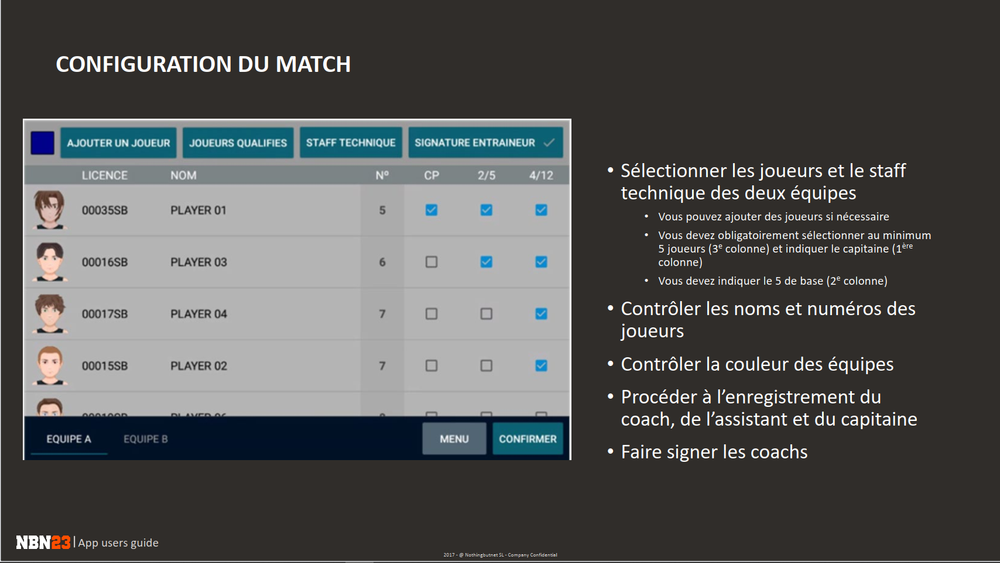 CONFIGURATION DU MATCH
AJOUTER UN JOUEUR JOUEURS QUALIFIES STAFF TECHNIQUE SIGNATURE ENTRAINEUR
LICENCE NOM Nº CP 2/5 4/12
00035SB PLAYER 01 5
00016SB PLAYER 03 6
00017SB PLAYER 04 7
00015SB PLAYER 02 7
EQUIPE A EQUIPE B MENU CONFIRMER
• Sélectionner les joueurs et le staff
technique des deux équipes
• Vous pouvez ajouter des joueurs si nécessaire
• Vous devez obligatoirement sélectionner au minimum
5 joueurs (3e colonne) et indiquer le capitaine (1ère
colonne)
• Vous devez indiquer le 5 de base (2e colonne)
• Contrôler les noms et numéros des
joueurs
• Contrôler la couleur des équipes
• Procéder à l’enregistrement du
coach, de l’assistant et du capitaine
• Faire signer les coachs
NBN23 | App users guide
2017 - @ Nothingbutnet SL - Company Confidential